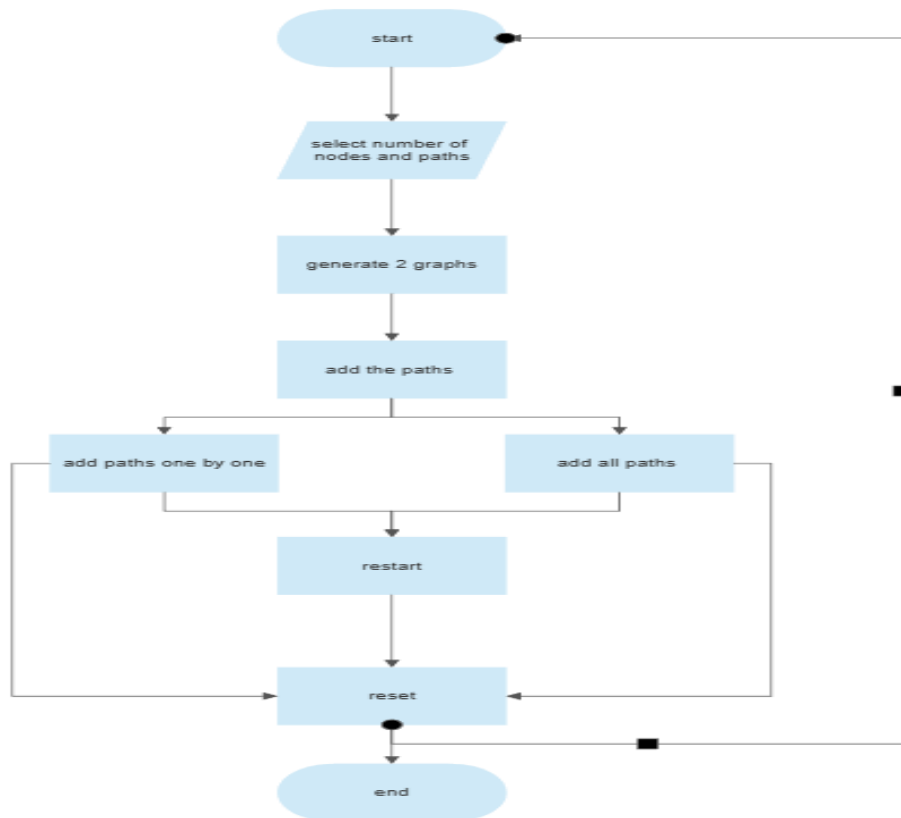 start
select number of
nodes and paths
generate 2 graphs
add the paths
add paths one by one
add all paths
restart
reset
end